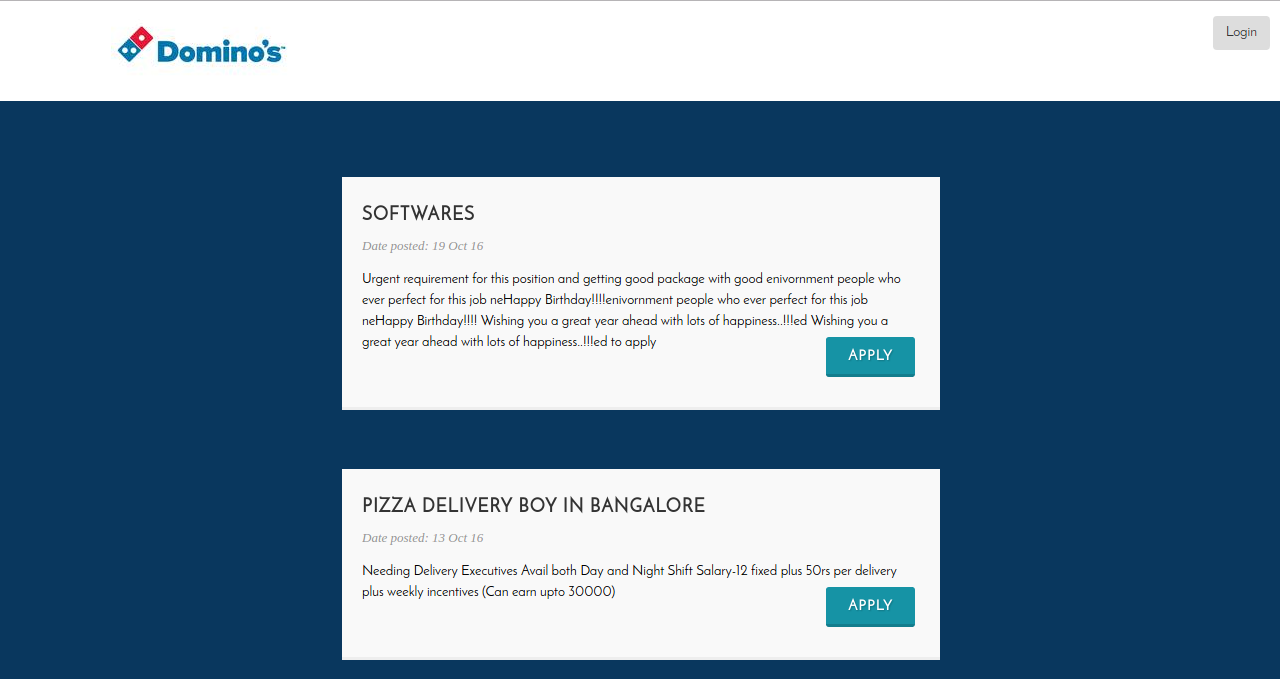 Domino's™
Login
SOFTWARES
Date posted: 19 Oct 16
Urgent requirement for this position and getting good package with good enivornment people who
ever perfect for this job neHappy Birthday!!!!enivornment people who ever perfect for this job
neHappy Birthday!!!! Wishing you a great year ahead with lots of happiness..!!!ed Wishing you a
great year ahead with lots of happiness..!!!ed to apply
APPLY
PIZZA DELIVERY BOY IN BANGALORE
Date posted: 13 Oct 16
Needing Delivery Executives Avail both Day and Night Shift Salary-12 fixed plus 50rs per delivery
plus weekly incentives (Can earn upto 30000)
APPLY